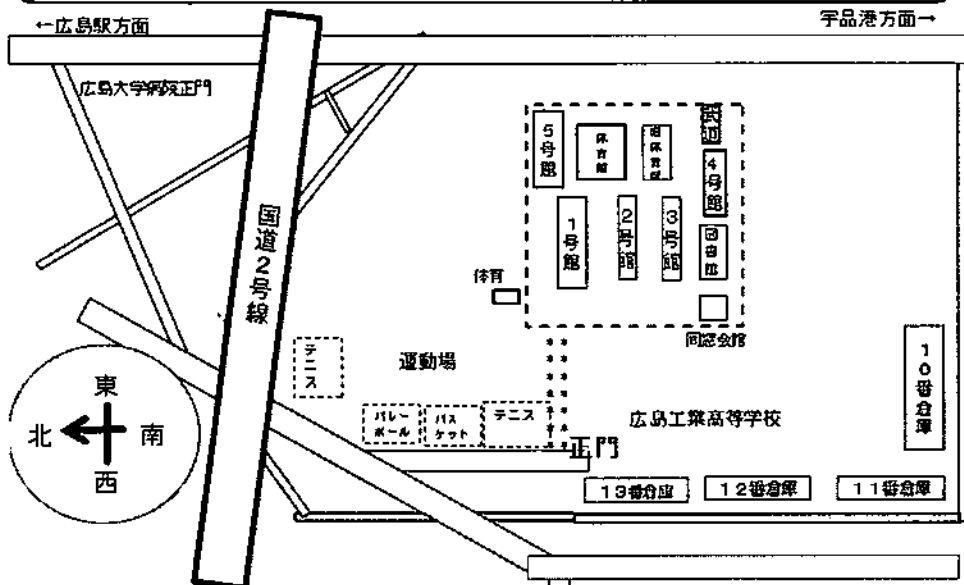 ←広島駅方面
宇品港方面→
広島大学病院正門
国道2号線
5号館
体育館
旧体育館
武道
4号館
1号館
2号館
3号館
図書館
体育
同窓会館
テニス
運動場
バレーボール
バスケット
テニス
正門
広島工業高等学校
10番倉庫
13番倉庫
12番倉庫
11番倉庫
東
北
南
西